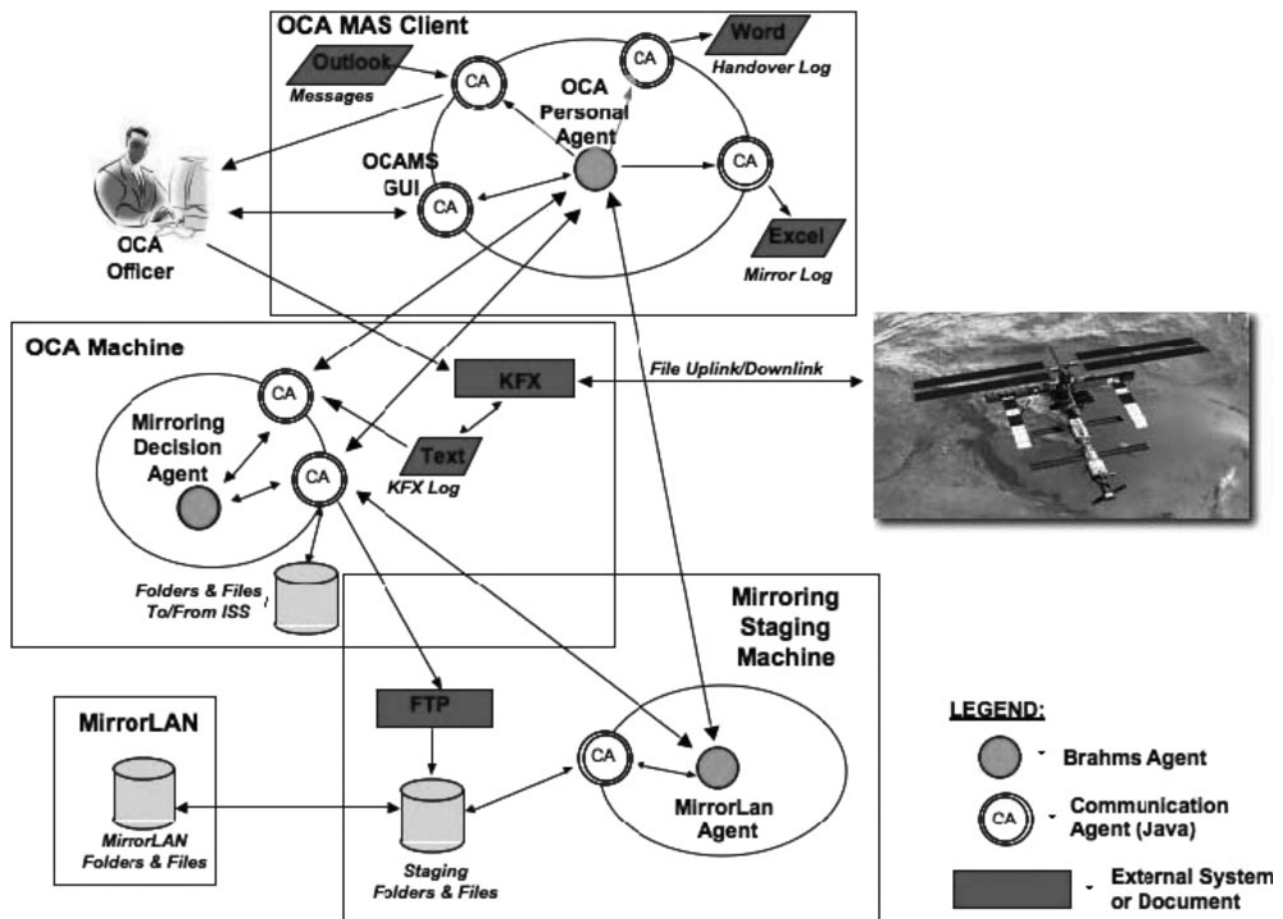 OCA MAS Client
Outlook
Messages
CA
CA
Word
Handover Log
OCA
Personal
Agent
CA
OCAMS
GUI
CA
Excel
Mirror Log
OCA
Officer
OCA Machine
CA
KFX
File Uplink/Downlink
Mirroring
Decision
Agent
CA
Text
KFX Log
Folders & Files
To/From ISS
Mirroring
Staging
Machine
FTP
MirrorLAN
CA
MirrorLan
Agent
MirrorLAN
Folders & Files
Staging
Folders & Files
LEGEND:
- Brahms Agent
CA - Communication
Agent (Java)
- External System
or Document